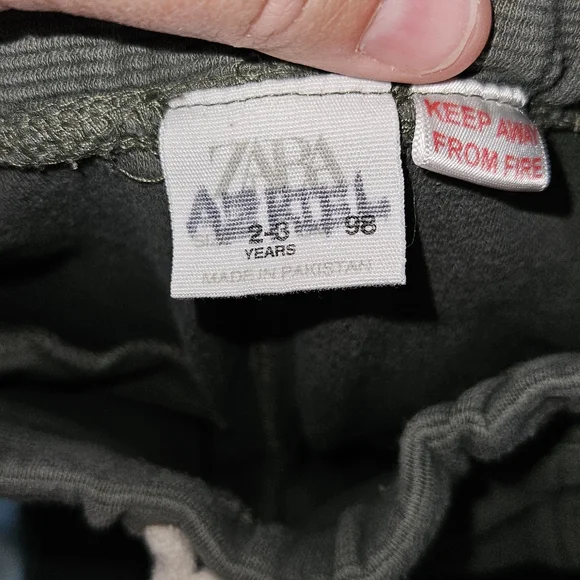 ZARA
2-3 98
YEARS
MADE IN PAKISTAN
KEEP AWAY
FROM FIRE